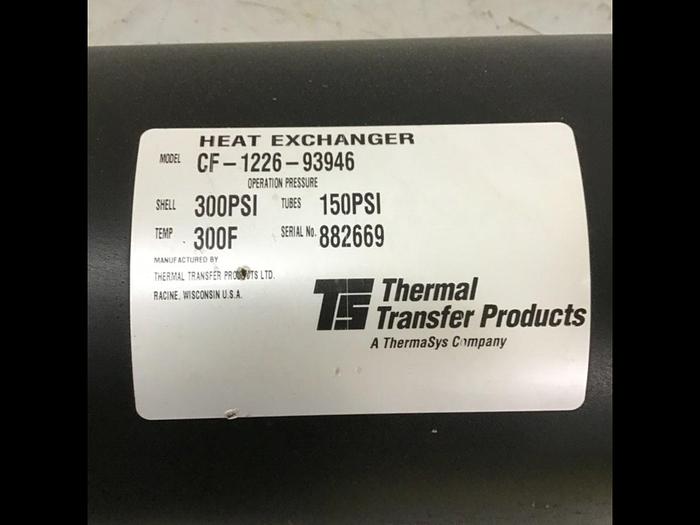 HEAT EXCHANGER
MODEL CF-1226-93946
OPERATION PRESSURE
SHELL 300PSI TUBES 150PSI
TEMP 300F SERIAL No. 882669
MANUFACTURED BY
THERMAL TRANSFER PRODUCTS LTD.
RACINE, WISCONSIN U.S.A.
TTS Thermal
Transfer Products
A ThermaSys Company